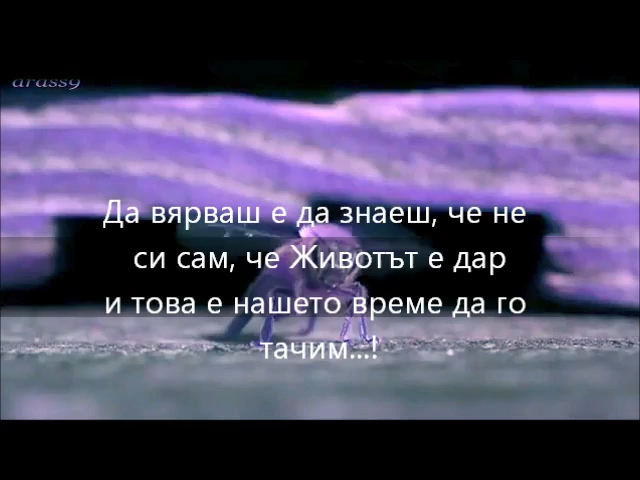 arass9
Да вярваш е да знаеш, че не
си сам, че Животът е дар
и това е нашето време да го
тачим...!